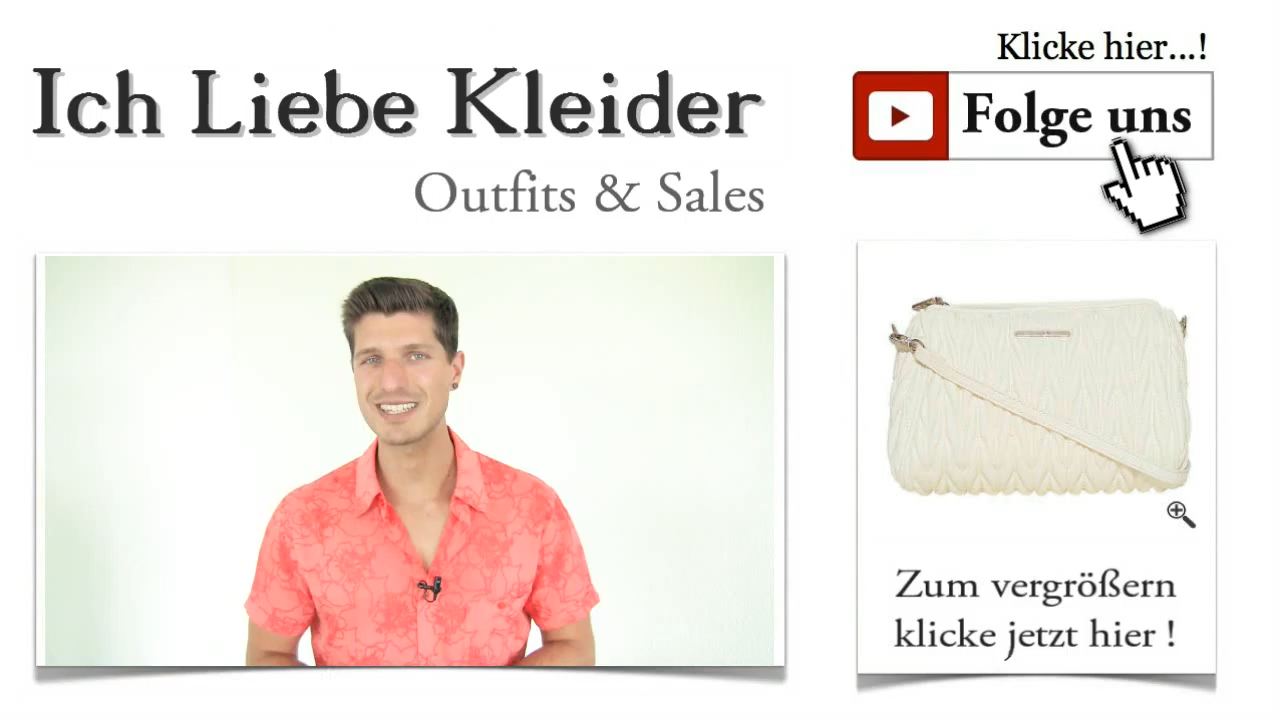 Ich Liebe Kleider
Outfits & Sales
Klicke hier...!
Folge uns
Zum vergrößern
klicke jetzt hier !